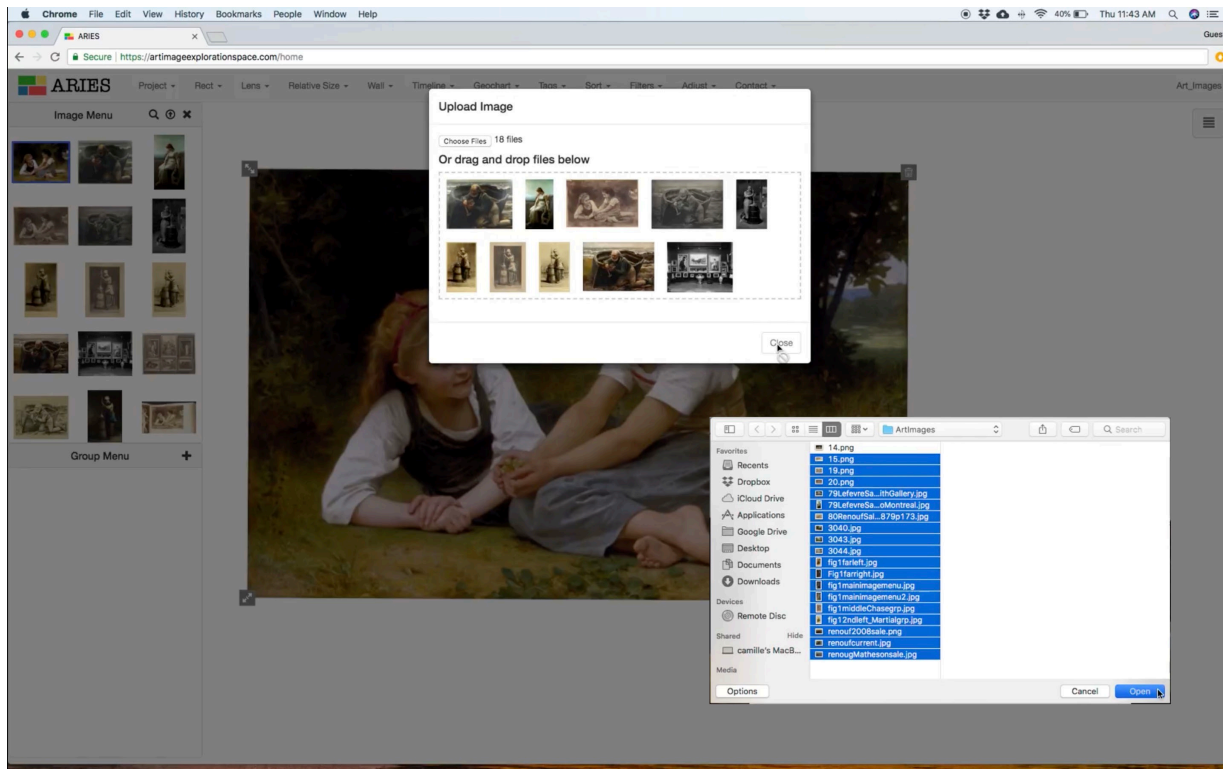 Chrome File Edit View History Bookmarks People Window Help
40% Thu 11:43 AM
ARIES
Gues
Secure | https://artimageexplorationspace.com/home
ARIES Project Rect Lens Relative Size Wall Timeline Geochart Tags Sort Filters Adjust Contact Art_Images
Image Menu
Group Menu
Upload Image
Choose Files 18 files
Or drag and drop files below
Close
ArtImages
Search
Favorites
Recents
Dropbox
iCloud Drive
Applications
Google Drive
Desktop
Documents
Downloads
Devices
Remote Disc
Shared Hide
camille's MacB...
Media
14.png
15.png
19.png
20.png
79LefevreSa...ithGallery.jpg
79LefevreSa...oMontreal.jpg
80RenoufSal...879p173.jpg
3040.jpg
3043.jpg
3044.jpg
fig1farleft.jpg
Fig1farright.jpg
fig1mainimagemenu.jpg
fig1mainimagemenu2.jpg
fig1middleChasegrp.jpg
fig12ndleft_Martialgrp.jpg
renouf2008sale.png
renoufcurrent.jpg
renougMathesonsale.jpg
Options
Cancel Open